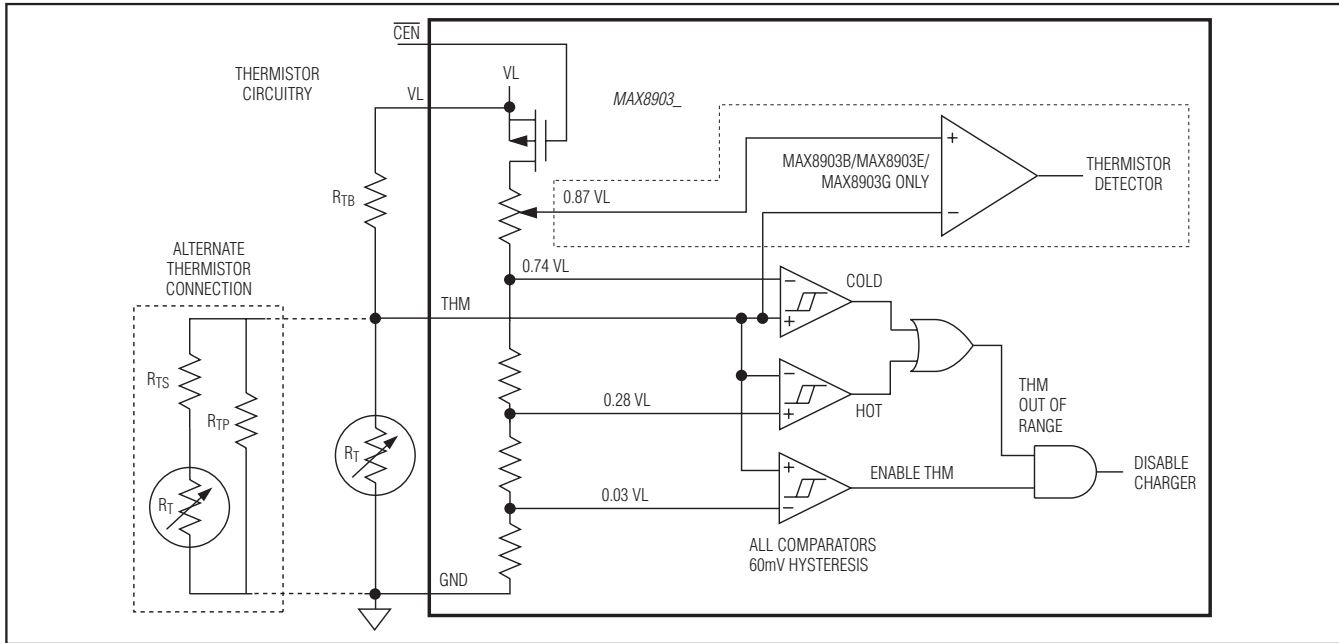 CEN
THERMISTOR
CIRCUITRY
VL
VL
MAX8903_
MAX8903B/MAX8903E/
MAX8903G ONLY
+
−
THERMISTOR
DETECTOR
RTB
0.87 VL
ALTERNATE
THERMISTOR
CONNECTION
0.74 VL
−
+
COLD
THM
RTS
RTP
−
+
HOT
0.28 VL
THM
OUT OF
RANGE
RT
RT
+
−
ENABLE THM
DISABLE
CHARGER
0.03 VL
ALL COMPARATORS
60mV HYSTERESIS
GND